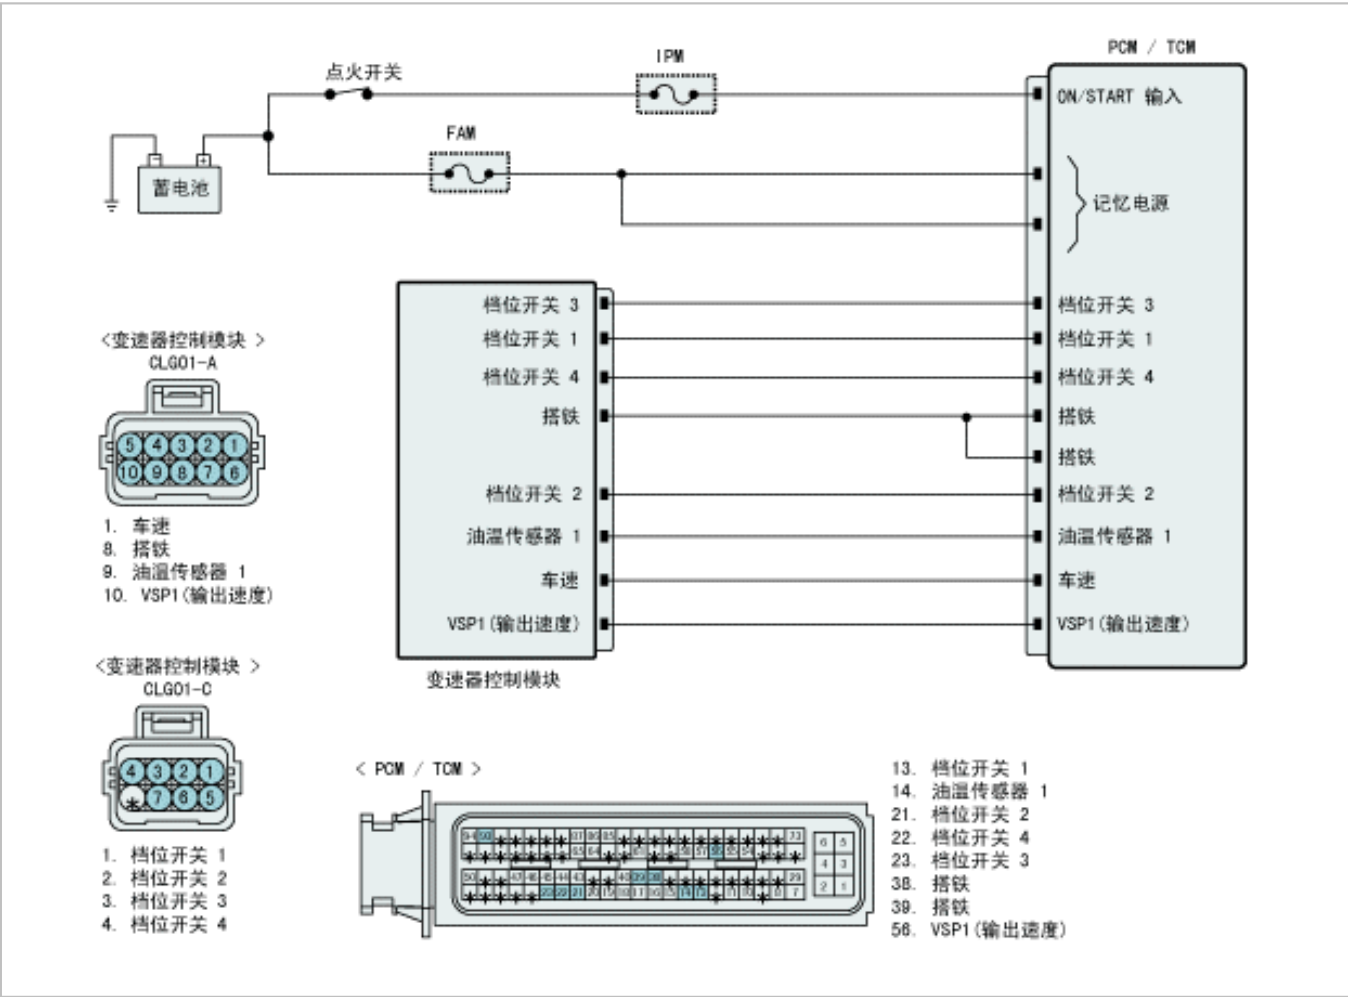 PCM / TCM
IPM
点火开关
ON/START 输入
FAM
蓄电池
记忆电源
档位开关 3
档位开关 1
档位开关 4
搭铁
档位开关 2
油温传感器 1
车速
VSP1(输出速度)
变速器控制模块
档位开关 3
档位开关 1
档位开关 4
搭铁
搭铁
档位开关 2
油温传感器 1
车速
VSP1(输出速度)
<变速器控制模块 >
CLG01-A
5 4 3 2 1
10 9 8 7 6
1. 车速
8. 搭铁
9. 油温传感器 1
10. VSP1(输出速度)
<变速器控制模块 >
CLG01-C
4 3 2 1
* 7 6 5
1. 档位开关 1
2. 档位开关 2
3. 档位开关 3
4. 档位开关 4
< PCM / TCM >
6 5
4 3
2 1
13. 档位开关 1
14. 油温传感器 1
21. 档位开关 2
22. 档位开关 4
23. 档位开关 3
38. 搭铁
39. 搭铁
56. VSP1(输出速度)